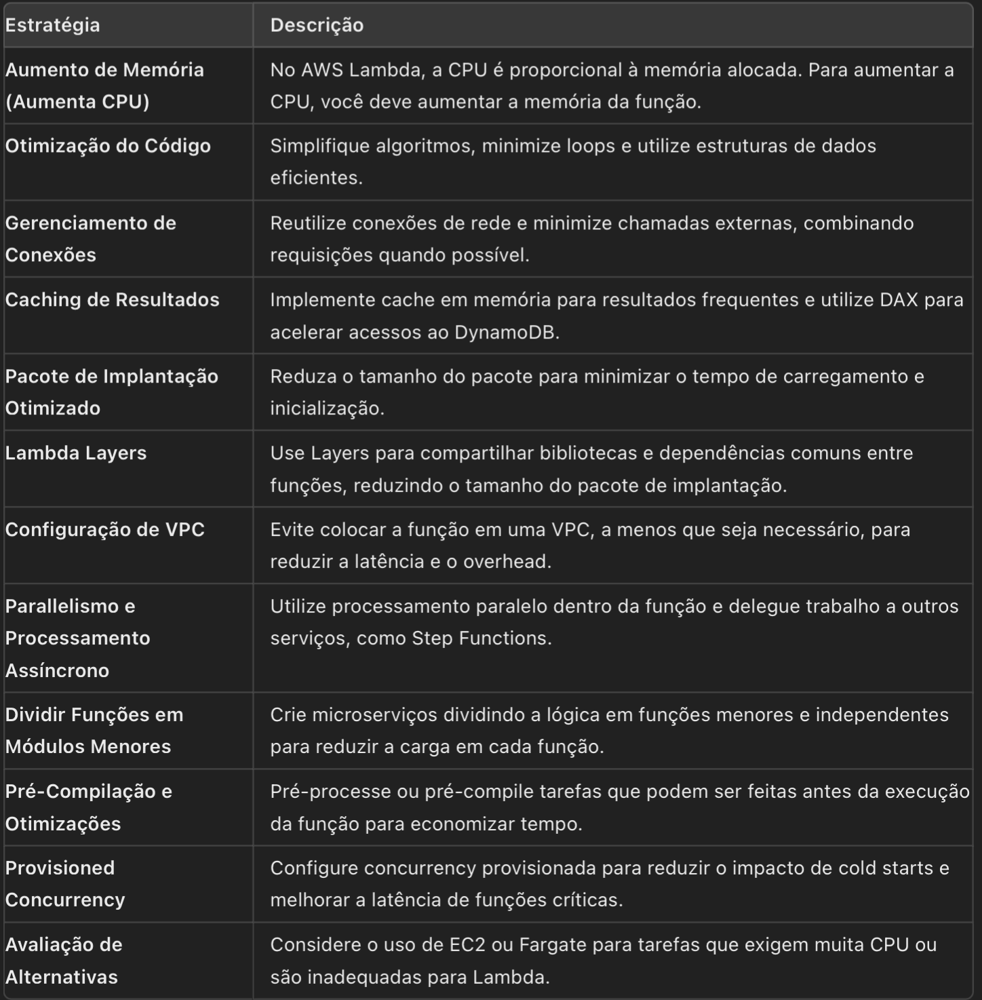 Estratégia
Descrição
Aumento de Memória
(Aumenta CPU)
No AWS Lambda, a CPU é proporcional à memória alocada. Para aumentar a
CPU, você deve aumentar a memória da função.
Otimização do Código
Simplifique algoritmos, minimize loops e utilize estruturas de dados
eficientes.
Gerenciamento de
Conexões
Reutilize conexões de rede e minimize chamadas externas, combinando
requisições quando possível.
Caching de Resultados
Implemente cache em memória para resultados frequentes e utilize DAX para
acelerar acessos ao DynamoDB.
Pacote de Implantação
Otimizado
Reduza o tamanho do pacote para minimizar o tempo de carregamento e
inicialização.
Lambda Layers
Use Layers para compartilhar bibliotecas e dependências comuns entre
funções, reduzindo o tamanho do pacote de implantação.
Configuração de VPC
Evite colocar a função em uma VPC, a menos que seja necessário, para
reduzir a latência e o overhead.
Parallelismo e
Processamento
Assíncrono
Utilize processamento paralelo dentro da função e delegue trabalho a outros
serviços, como Step Functions.
Dividir Funções em
Módulos Menores
Crie microserviços dividindo a lógica em funções menores e independentes
para reduzir a carga em cada função.
Pré-Compilação e
Otimizações
Pré-processe ou pré-compile tarefas que podem ser feitas antes da execução
da função para economizar tempo.
Provisioned
Concurrency
Configure concurrency provisionada para reduzir o impacto de cold starts e
melhorar a latência de funções críticas.
Avaliação de
Alternativas
Considere o uso de EC2 ou Fargate para tarefas que exigem muita CPU ou
são inadequadas para Lambda.